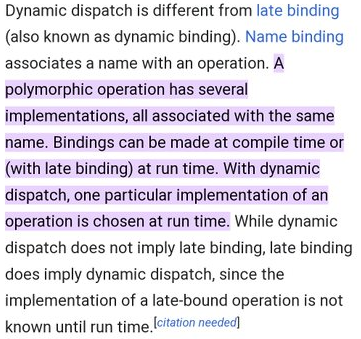 Dynamic dispatch is different from late binding
(also known as dynamic binding). Name binding
associates a name with an operation. A
polymorphic operation has several
implementations, all associated with the same
name. Bindings can be made at compile time or
(with late binding) at run time. With dynamic
dispatch, one particular implementation of an
operation is chosen at run time. While dynamic
dispatch does not imply late binding, late binding
does imply dynamic dispatch, since the
implementation of a late-bound operation is not
known until run time.[citation needed]